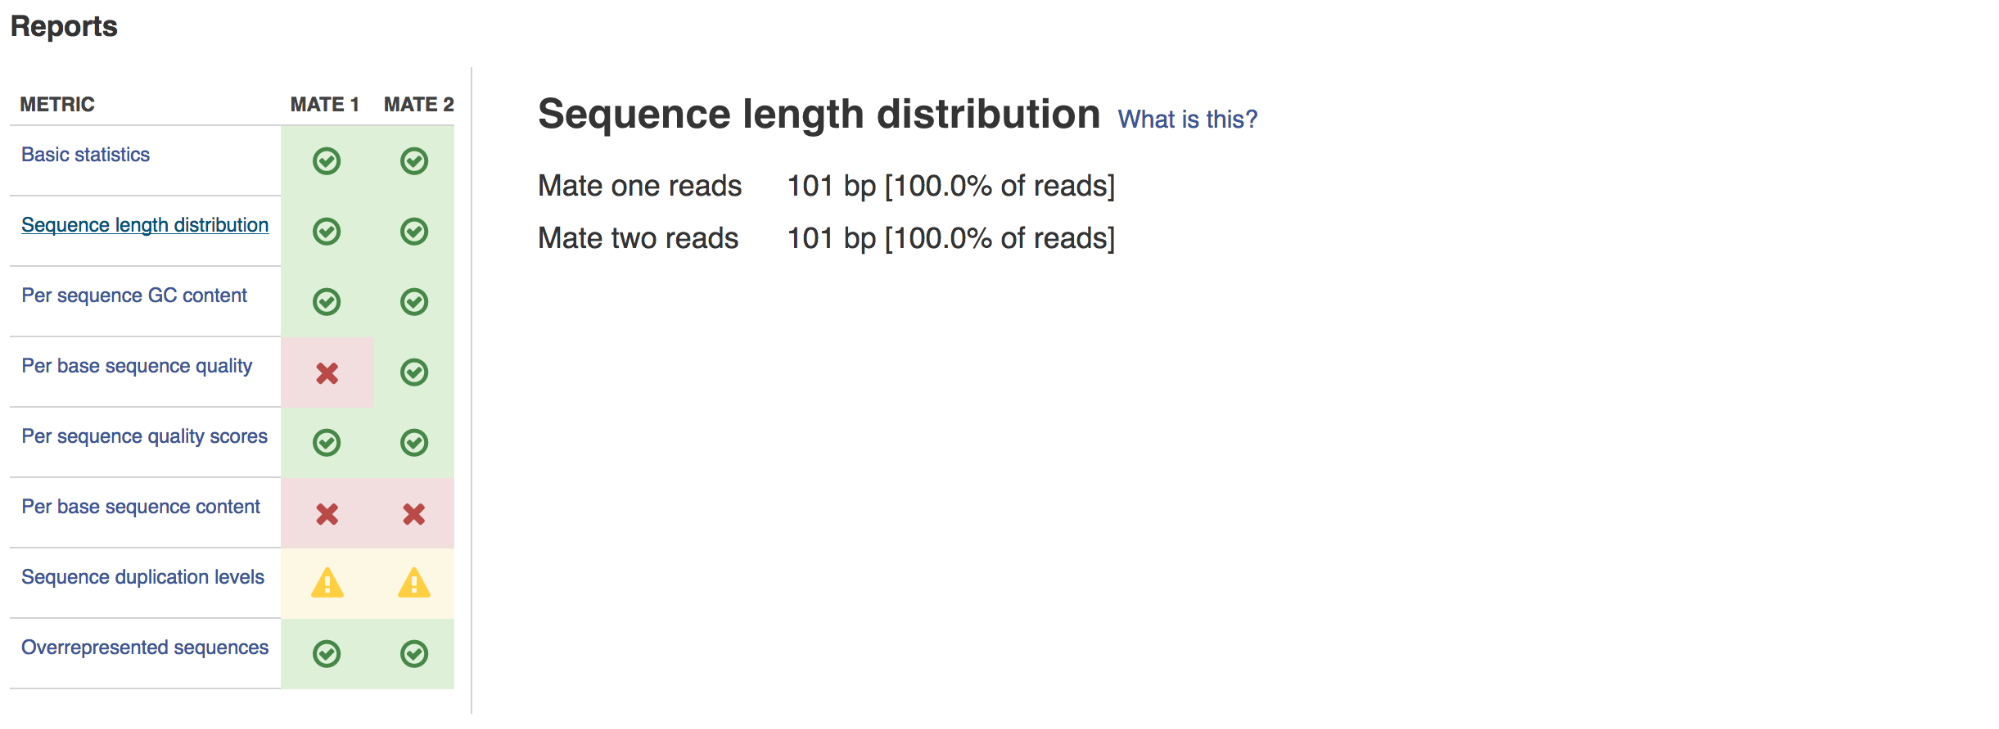 Reports
METRIC MATE 1 MATE 2
Basic statistics
Sequence length distribution
Per sequence GC content
Per base sequence quality
Per sequence quality scores
Per base sequence content
Sequence duplication levels
Overrepresented sequences
Sequence length distribution What is this?
Mate one reads 101 bp [100.0% of reads]
Mate two reads 101 bp [100.0% of reads]